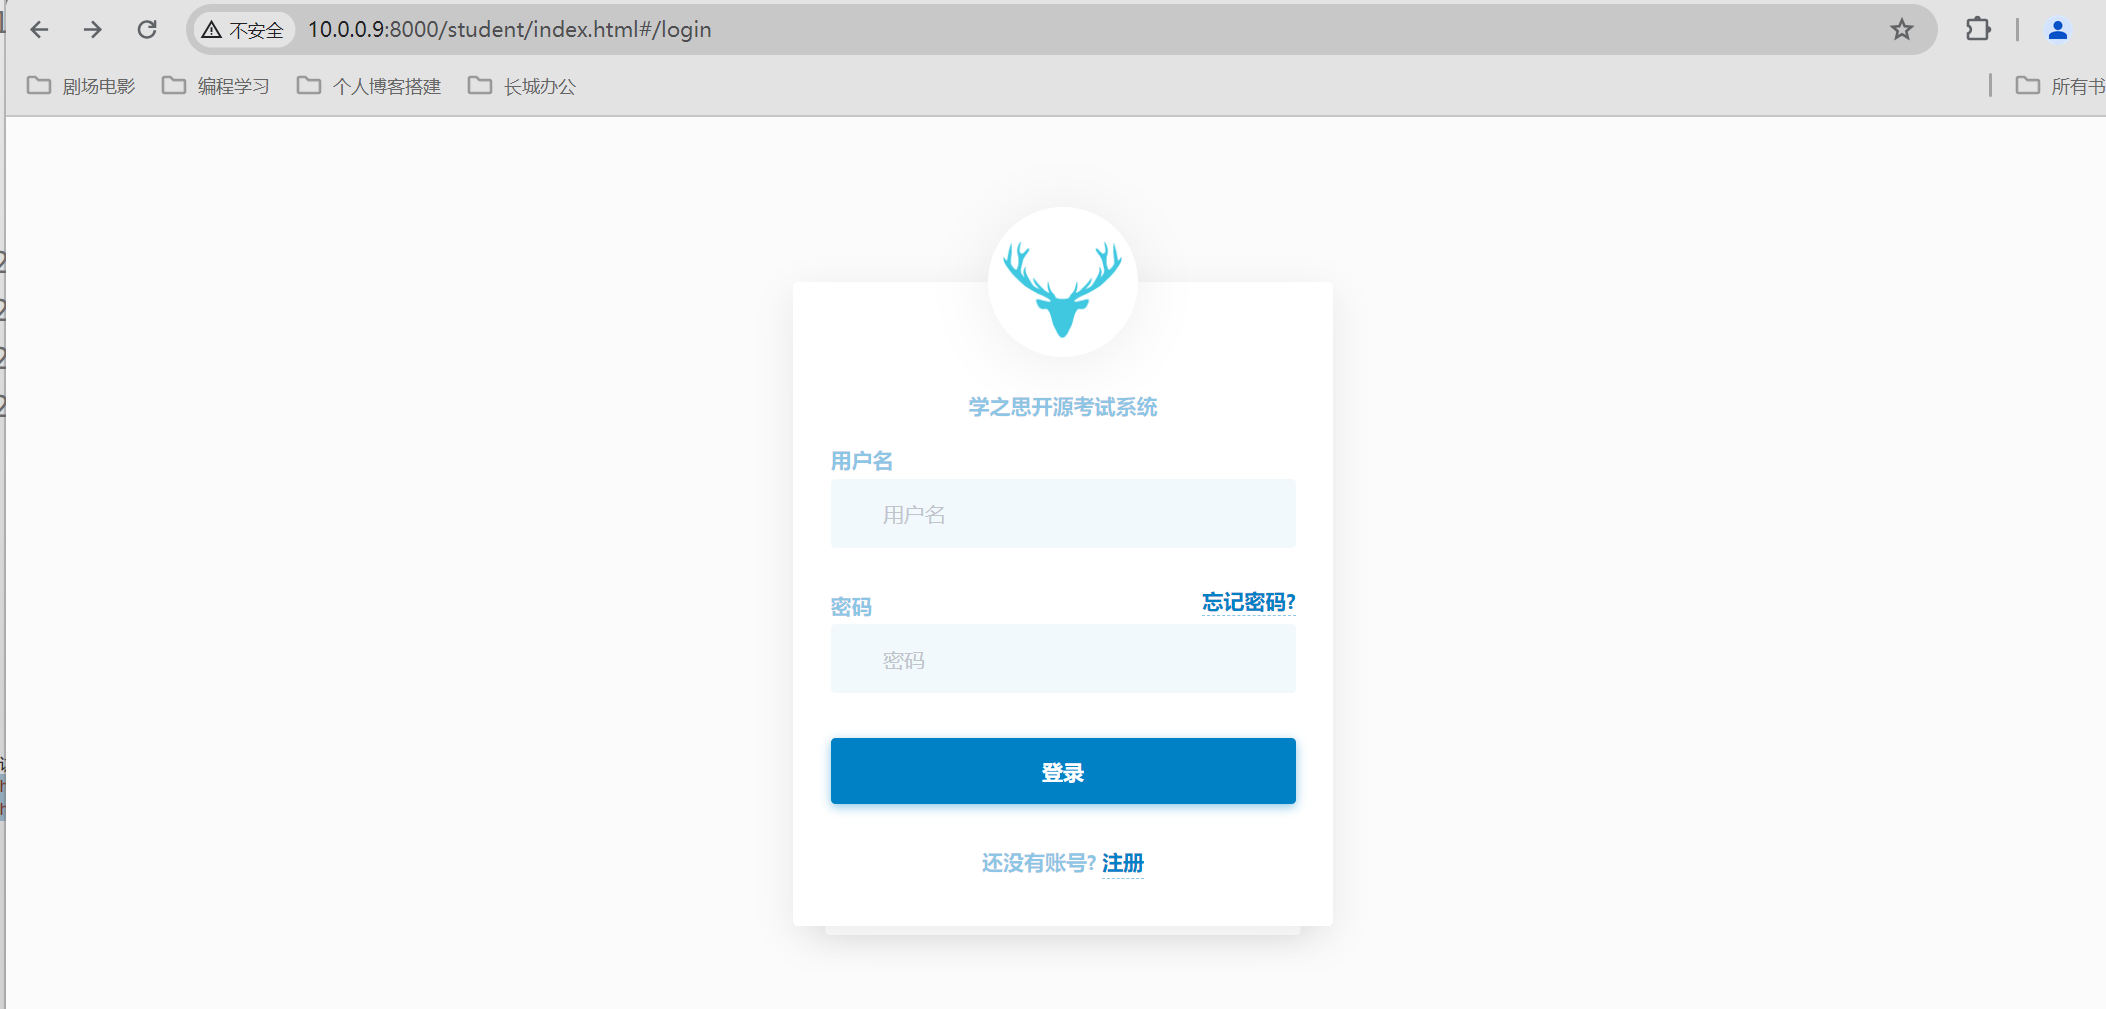 不安全 10.0.0.9:8000/student/index.html#/login
剧场电影 编程学习 个人博客搭建 长城办公 所有书
学之思开源考试系统
用户名
用户名
密码 忘记密码?
密码
登录
还没有账号? 注册